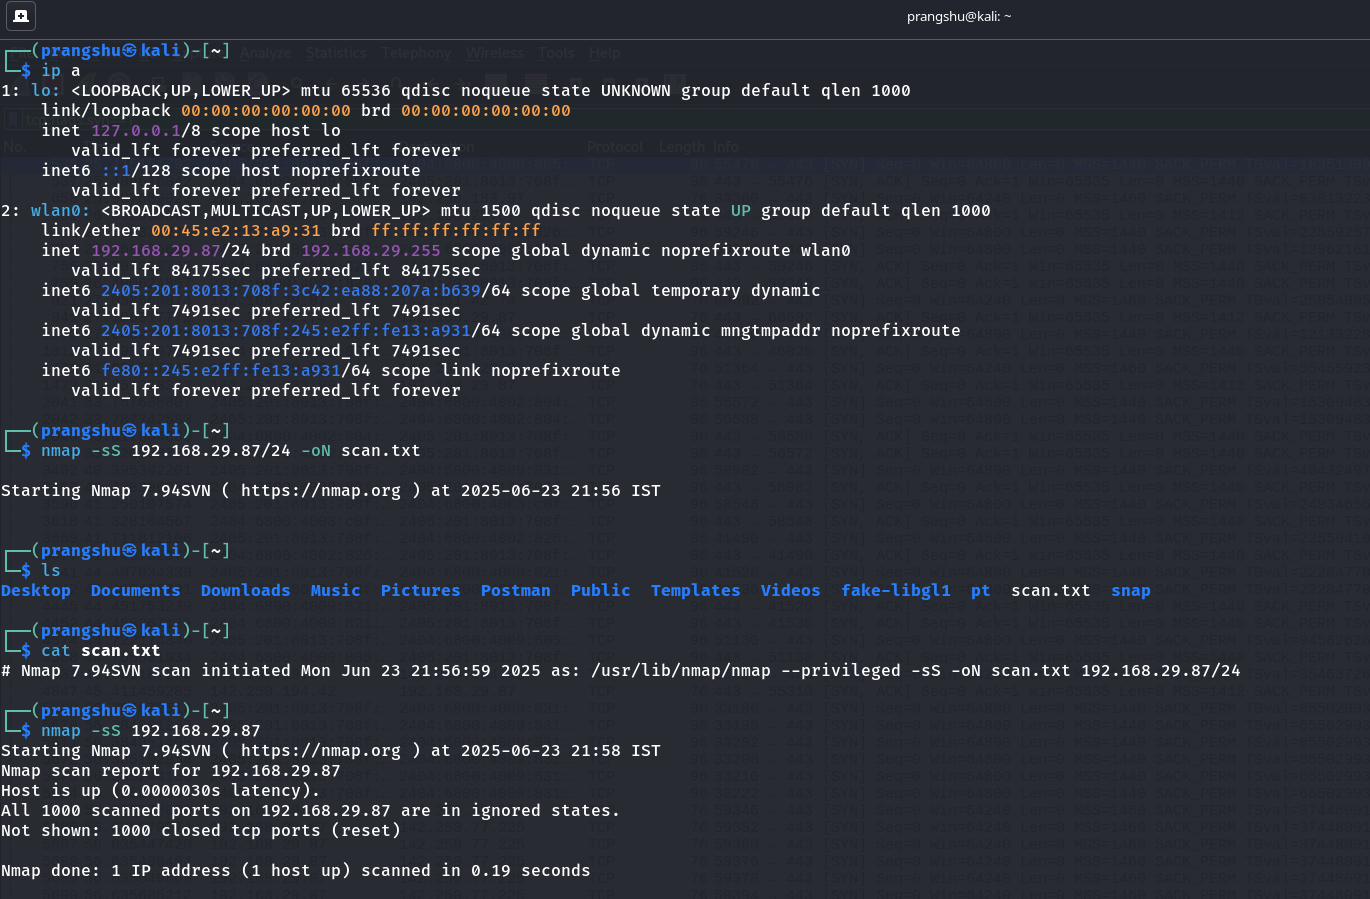 prangshu@kali: ~
┌──(prangshu㉿kali)-[~]
└─$ ip a
1: lo: <LOOPBACK,UP,LOWER_UP> mtu 65536 qdisc noqueue state UNKNOWN group default qlen 1000
    link/loopback 00:00:00:00:00:00 brd 00:00:00:00:00:00
    inet 127.0.0.1/8 scope host lo
       valid_lft forever preferred_lft forever
    inet6 ::1/128 scope host noprefixroute
       valid_lft forever preferred_lft forever
2: wlan0: <BROADCAST,MULTICAST,UP,LOWER_UP> mtu 1500 qdisc noqueue state UP group default qlen 1000
    link/ether 00:45:e2:13:a9:31 brd ff:ff:ff:ff:ff:ff
    inet 192.168.29.87/24 brd 192.168.29.255 scope global dynamic noprefixroute wlan0
       valid_lft 84175sec preferred_lft 84175sec
    inet6 2405:201:8013:708f:3c42:ea88:207a:b639/64 scope global temporary dynamic
       valid_lft 7491sec preferred_lft 7491sec
    inet6 2405:201:8013:708f:245:e2ff:fe13:a931/64 scope global dynamic mngtmpaddr noprefixroute
       valid_lft 7491sec preferred_lft 7491sec
    inet6 fe80::245:e2ff:fe13:a931/64 scope link noprefixroute
       valid_lft forever preferred_lft forever
┌──(prangshu㉿kali)-[~]
└─$ nmap -sS 192.168.29.87/24 -oN scan.txt
Starting Nmap 7.94SVN ( https://nmap.org ) at 2025-06-23 21:56 IST
┌──(prangshu㉿kali)-[~]
└─$ ls
Desktop  Documents  Downloads  Music  Pictures  Postman  Public  Templates  Videos  fake-libgl1  pt  scan.txt  snap
┌──(prangshu㉿kali)-[~]
└─$ cat scan.txt
# Nmap 7.94SVN scan initiated Mon Jun 23 21:56:59 2025 as: /usr/lib/nmap/nmap --privileged -sS -oN scan.txt 192.168.29.87/24
┌──(prangshu㉿kali)-[~]
└─$ nmap -sS 192.168.29.87
Starting Nmap 7.94SVN ( https://nmap.org ) at 2025-06-23 21:58 IST
Nmap scan report for 192.168.29.87
Host is up (0.0000030s latency).
All 1000 scanned ports on 192.168.29.87 are in ignored states.
Not shown: 1000 closed tcp ports (reset)
Nmap done: 1 IP address (1 host up) scanned in 0.19 seconds